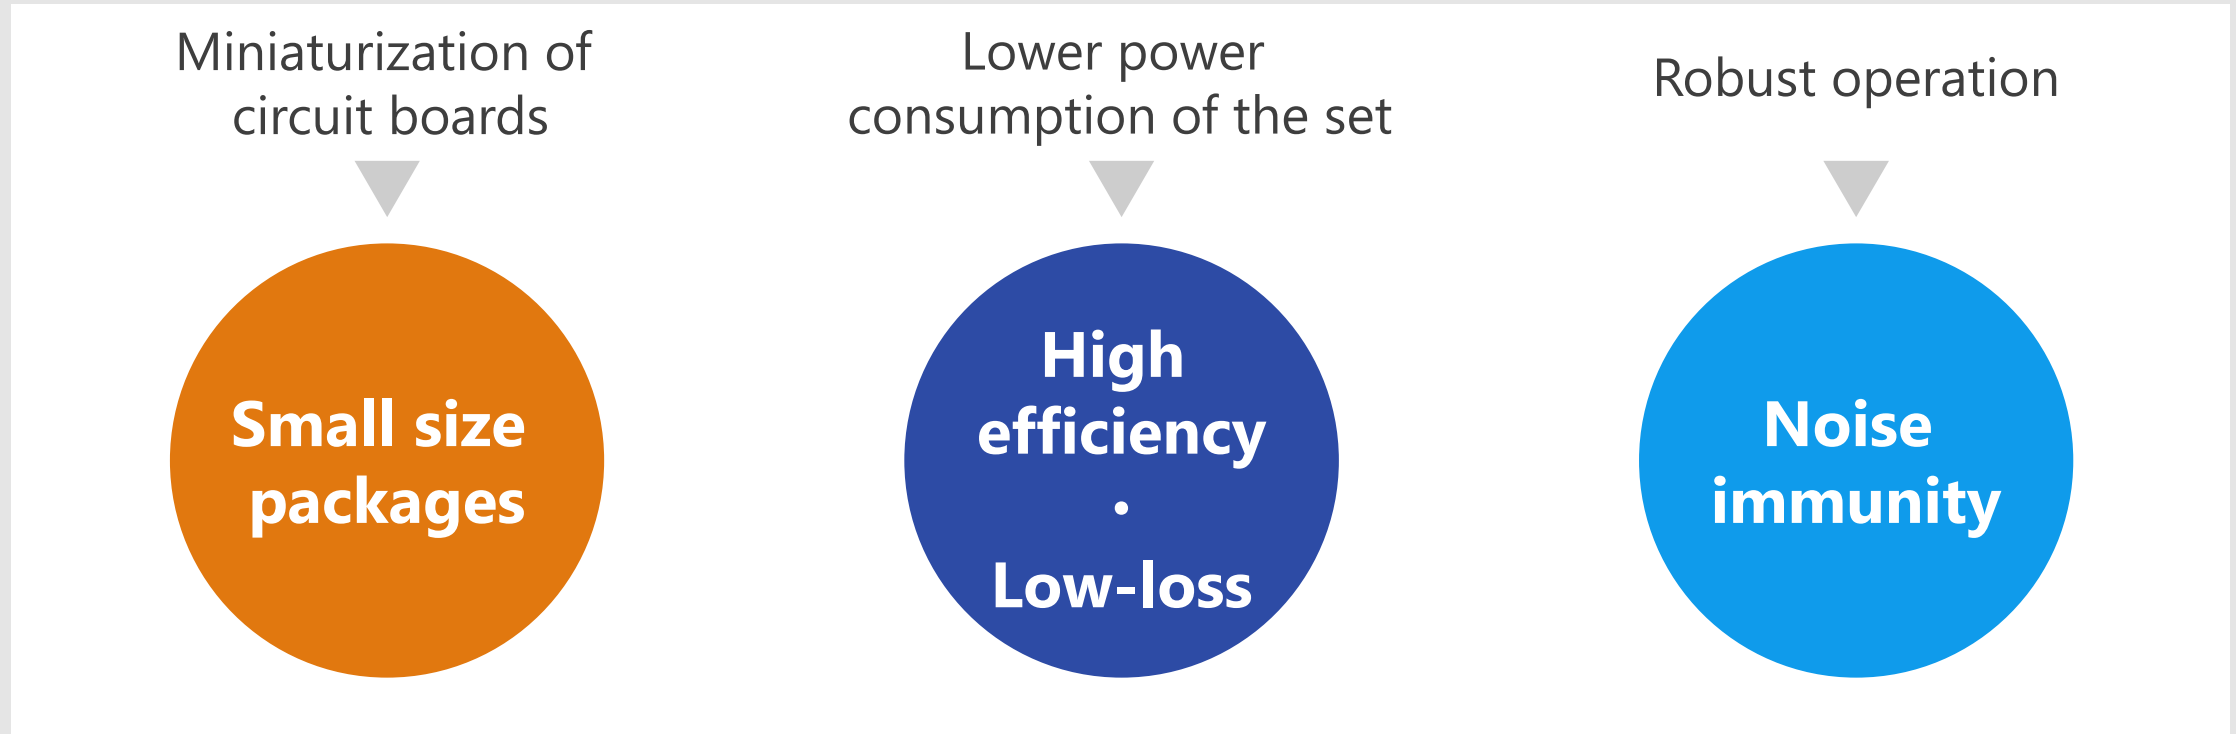 Miniaturization of
circuit boards
Lower power
consumption of the set
Robust operation
Small size
packages
High
efficiency
・
Low-loss
Noise
immunity